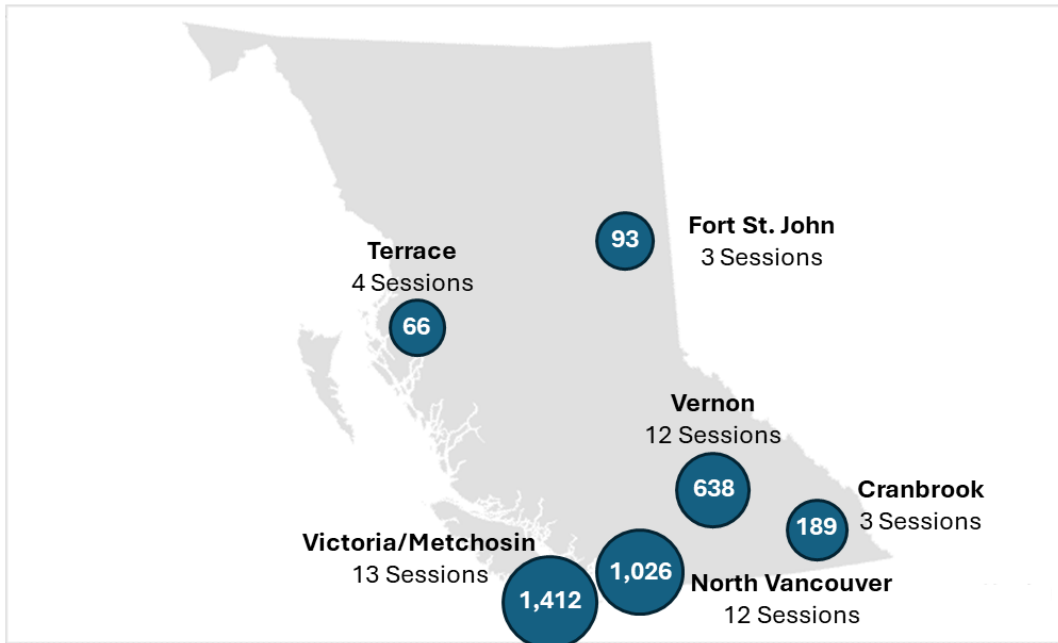 Fort St. John
3 Sessions
93
Terrace
4 Sessions
66
Vernon
12 Sessions
638
Cranbrook
3 Sessions
189
Victoria/Metchosin
13 Sessions
1,412
1,026
North Vancouver
12 Sessions